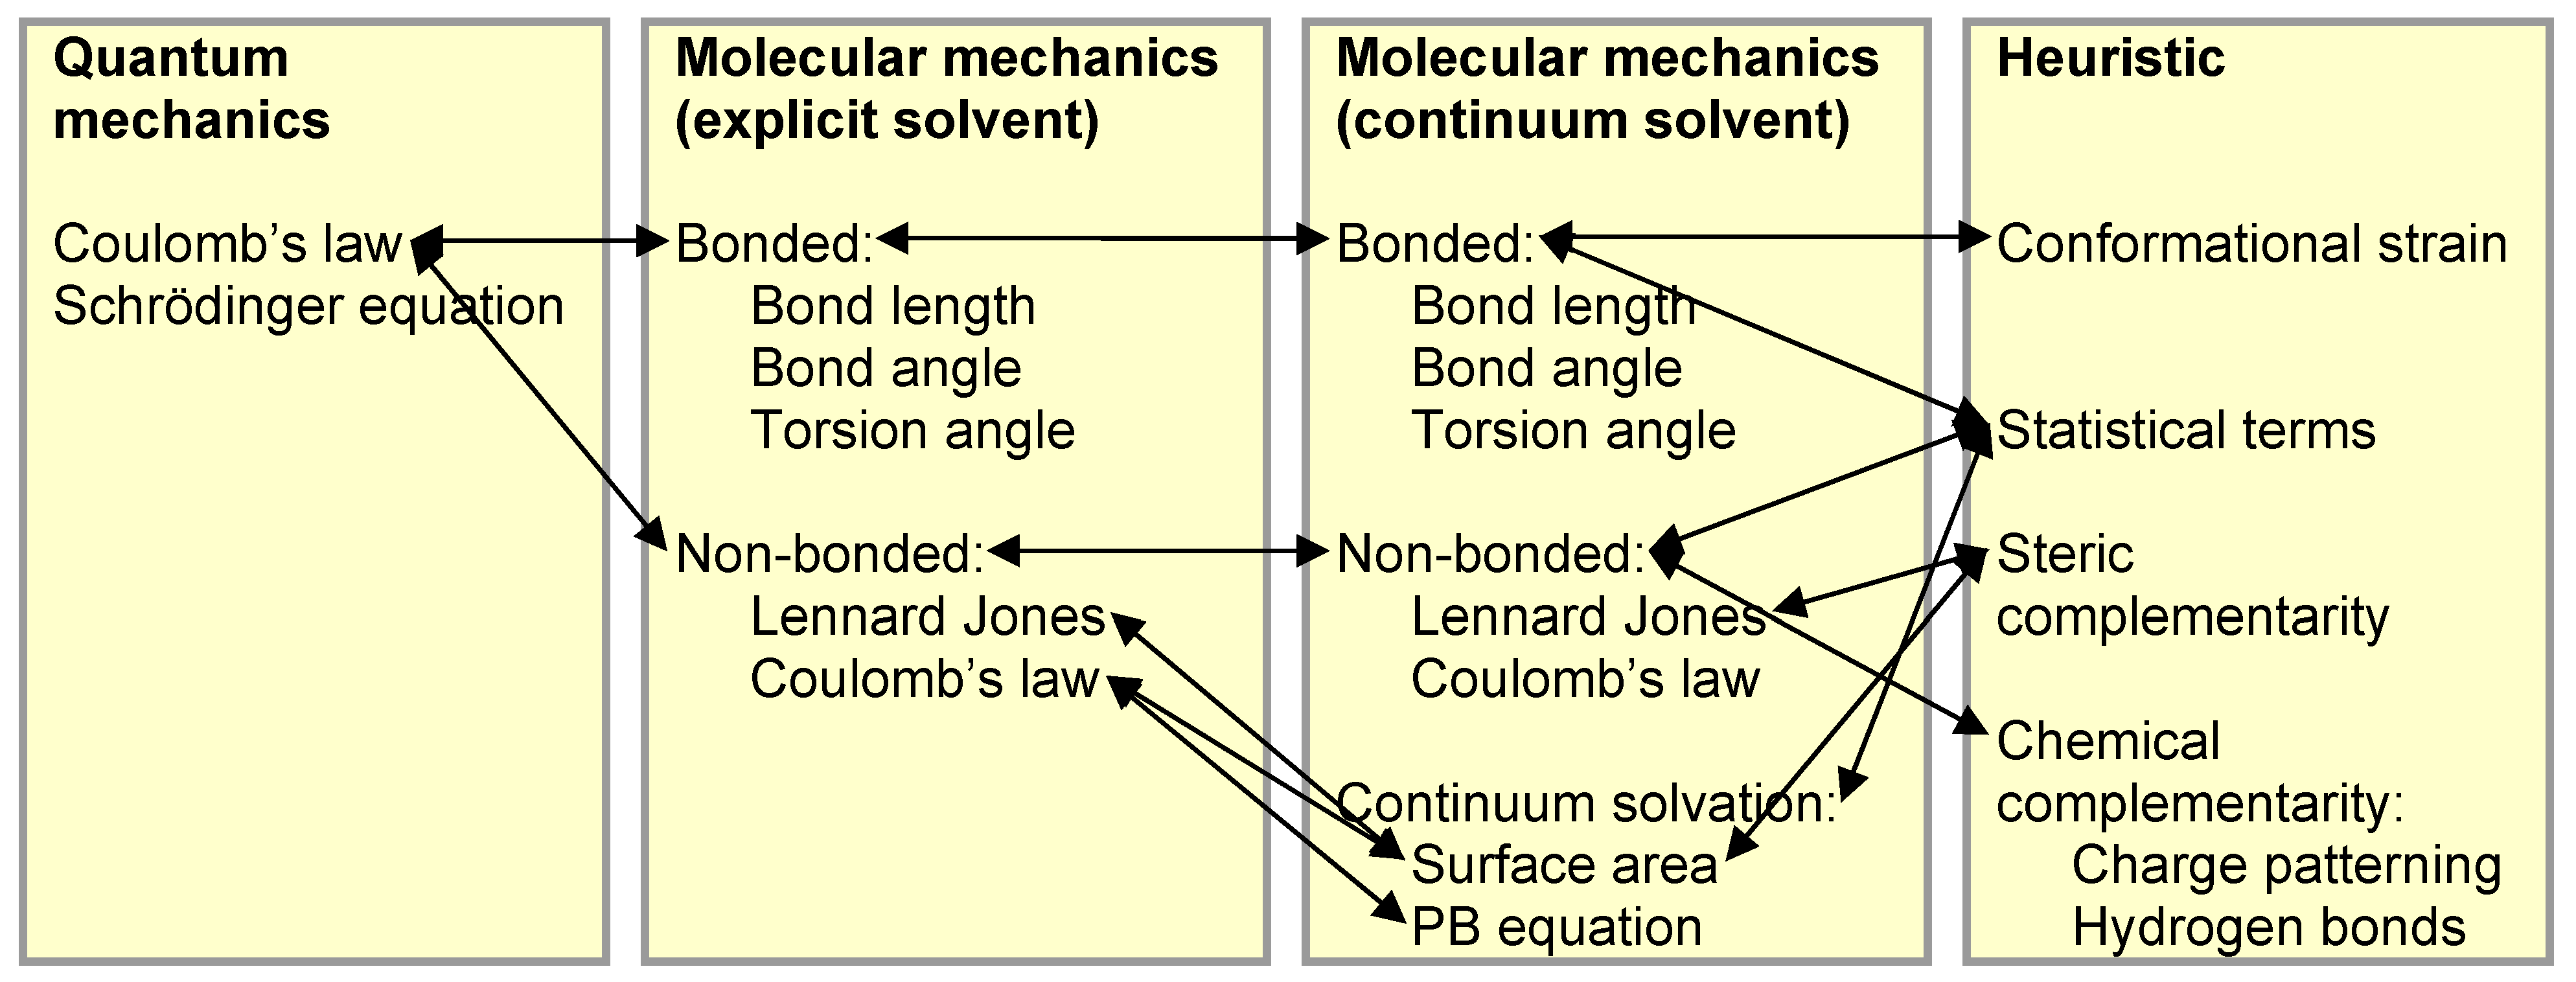 Quantum
mechanics
Coulomb’s law
Schrödinger equation
Molecular mechanics
(explicit solvent)
Bonded:
Bond length
Bond angle
Torsion angle
Non-bonded:
Lennard Jones
Coulomb’s law
Molecular mechanics
(continuum solvent)
Bonded:
Bond length
Bond angle
Torsion angle
Non-bonded:
Lennard Jones
Coulomb’s law
Continuum solvation:
Surface area
PB equation
Heuristic
Conformational strain
Statistical terms
Steric
complementarity
Chemical
complementarity:
Charge patterning
Hydrogen bonds